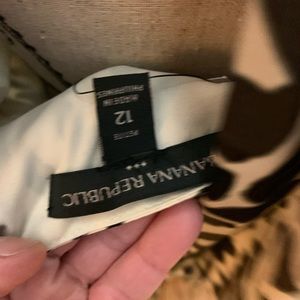 BANANA REPUBLIC
PETITE
12
MADE IN
PHILIPPINES